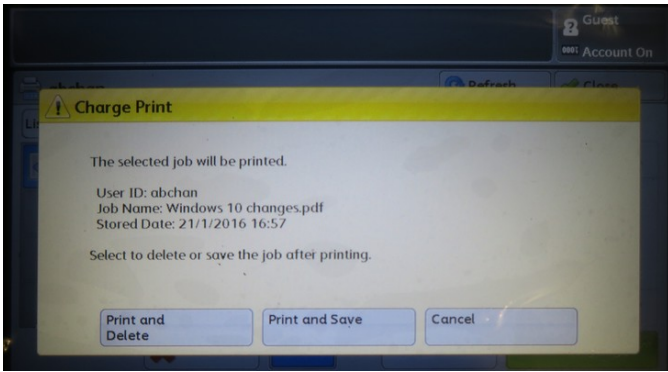 Guest
Account On
abchan
Refresh
Close
Charge Print
The selected job will be printed.
User ID: abchan
Job Name: Windows 10 changes.pdf
Stored Date: 21/1/2016 16:57
Select to delete or save the job after printing.
Print and
Delete
Print and Save
Cancel